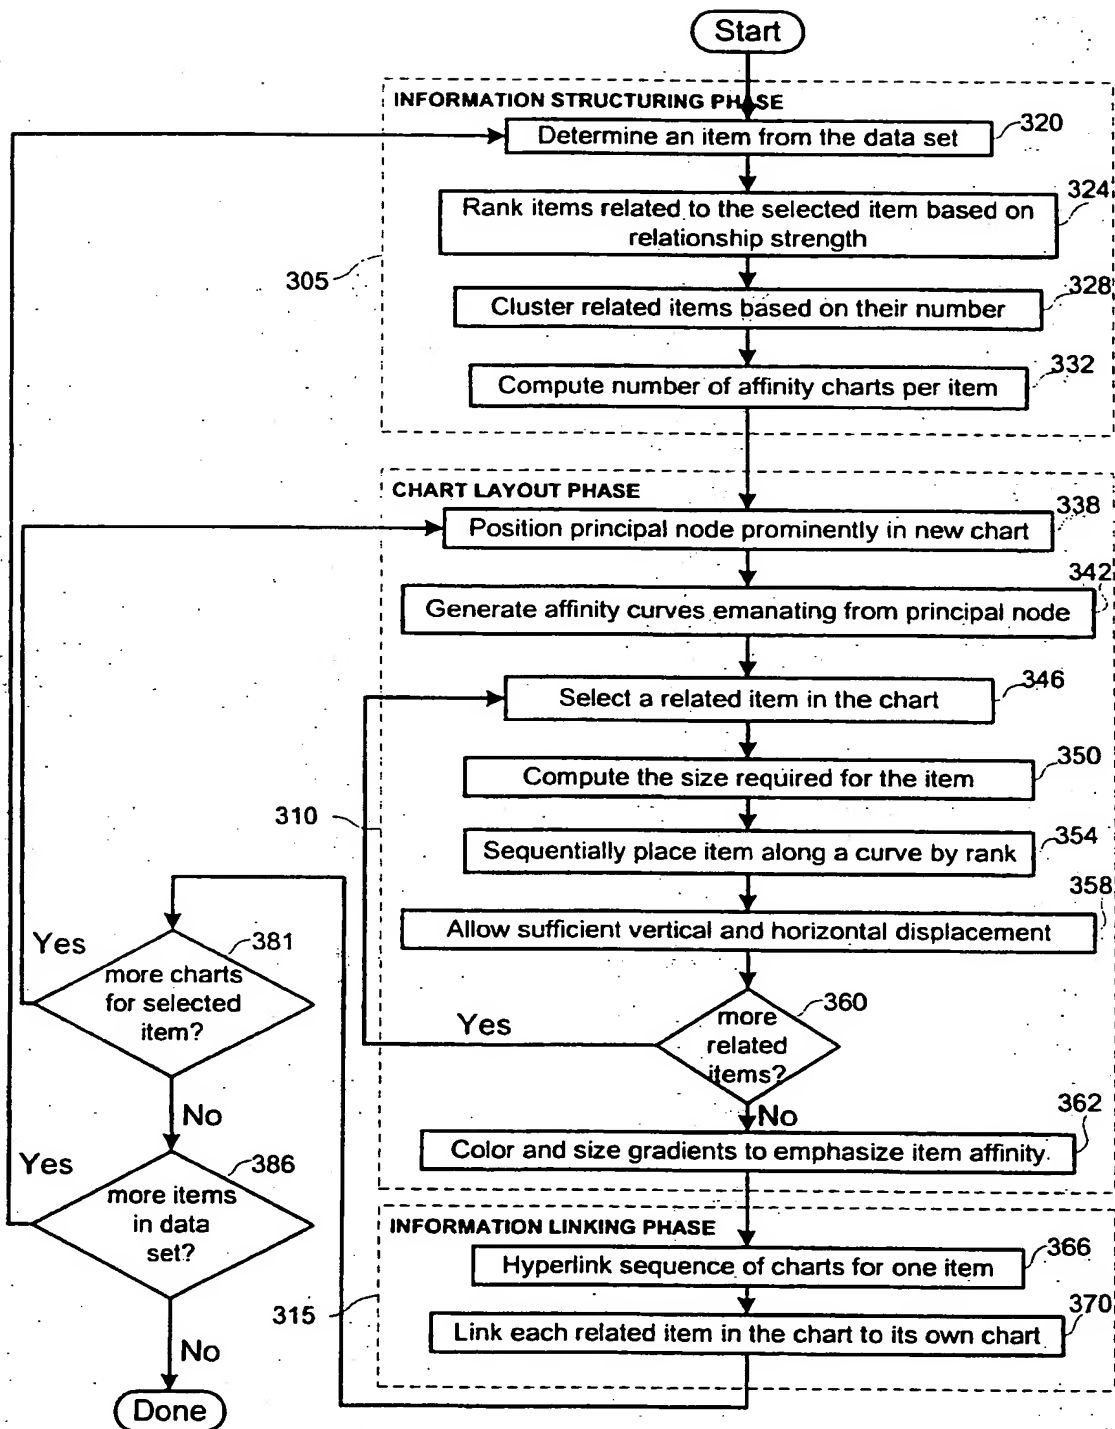 Start
INFORMATION STRUCTURING PHASE
Determine an item from the data set
320
Rank items related to the selected item based on
relationship strength
324
305
Cluster related items based on their number
328
Compute number of affinity charts per item
332
CHART LAYOUT PHASE
Position principal node prominently in new chart
338
Generate affinity curves emanating from principal node
342
Select a related item in the chart
346
Compute the size required for the item
350
310
Sequentially place item along a curve by rank
354
Allow sufficient vertical and horizontal displacement
358
more
related
items?
360
Yes
No
Color and size gradients to emphasize item affinity.
362
INFORMATION LINKING PHASE
Hyperlink sequence of charts for one item
366
315
Link each related item in the chart to its own chart
370
Yes
381
more charts
for selected
item?
No
Yes
386
more items
in data
set?
No
Done